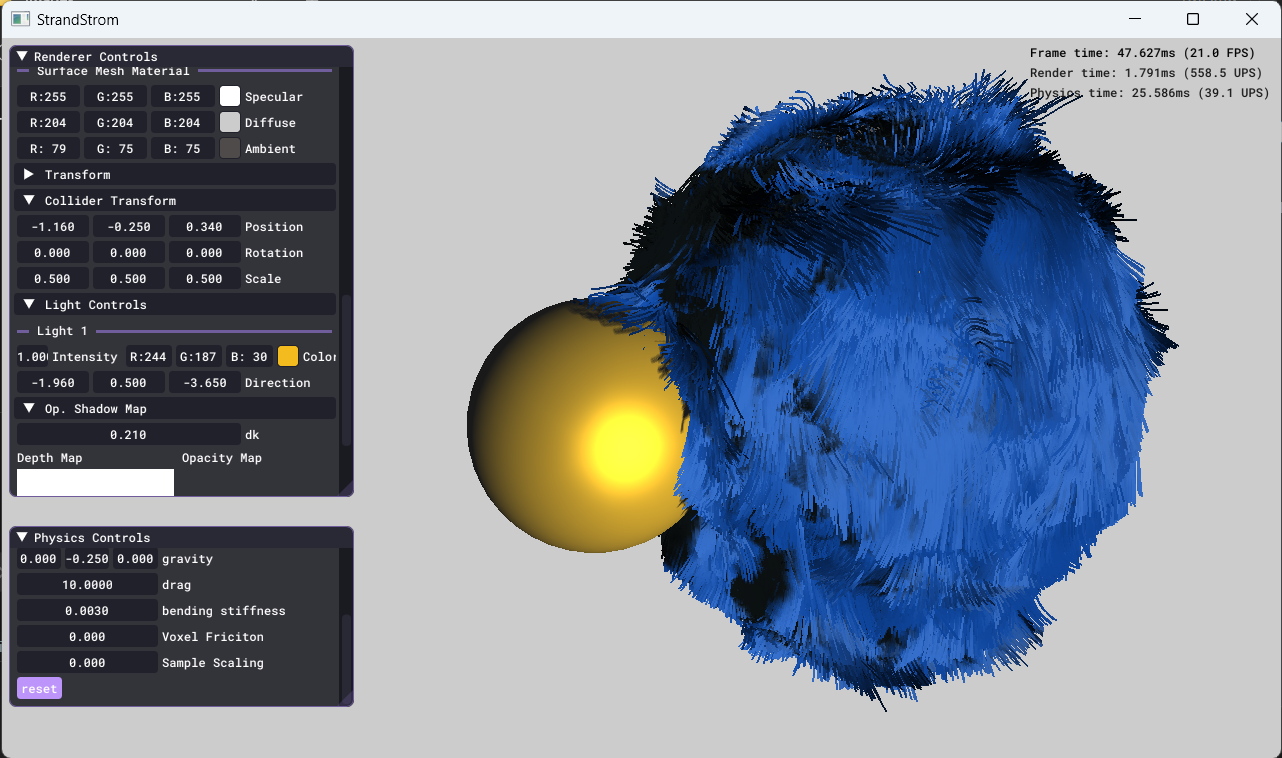 StrandStrom
Frame time: 47.627ms (21.0 FPS)
Render time: 1.791ms (558.5 UPS)
Physics time: 25.586ms (39.1 UPS)
Renderer Controls
Surface Mesh Material
R:255 G:255 B:255 Specular
R:204 G:204 B:204 Diffuse
R: 79 G: 75 B: 75 Ambient
Transform
Collider Transform
-1.160 -0.250 0.340 Position
0.000 0.000 0.000 Rotation
0.500 0.500 0.500 Scale
Light Controls
Light 1
1.000 Intensity R:244 G:187 B: 30 Color
-1.960 0.500 -3.650 Direction
Op. Shadow Map
0.210 dk
Depth Map Opacity Map
Physics Controls
0.000 -0.250 0.000 gravity
10.0000 drag
0.0030 bending stiffness
0.000 Voxel Friciton
0.000 Sample Scaling
reset